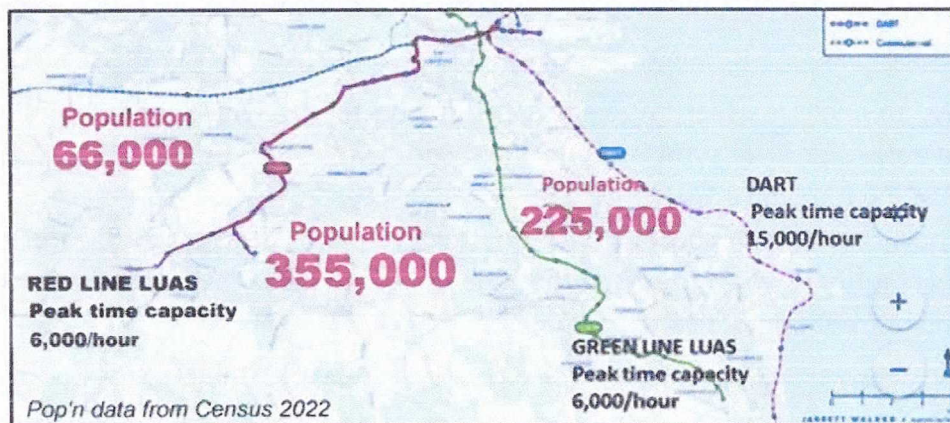 DART
Population
66,000
Population
355,000
Population
225,000
DART
Peak time capacity
15,000/hour
RED LINE LUAS
Peak time capacity
6,000/hour
GREEN LINE LUAS
Peak time capacity
6,000/hour
Pop'n data from Census 2022
JARRETT WALKER